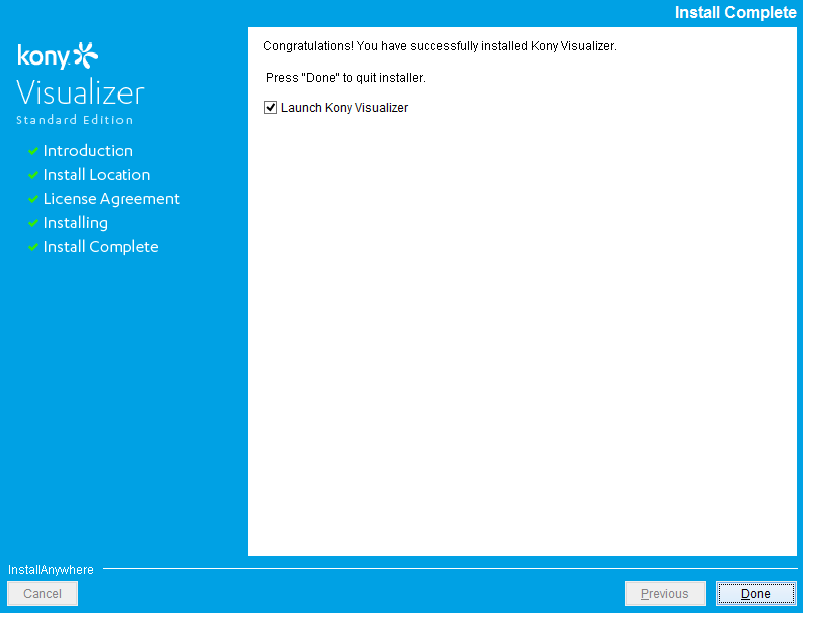 Install Complete
kony
Visualizer
Standard Edition
Introduction
Install Location
License Agreement
Installing
Install Complete
Congratulations! You have successfully installed Kony Visualizer.
Press "Done" to quit installer.
Launch Kony Visualizer
InstallAnywhere
Cancel
Previous
Done